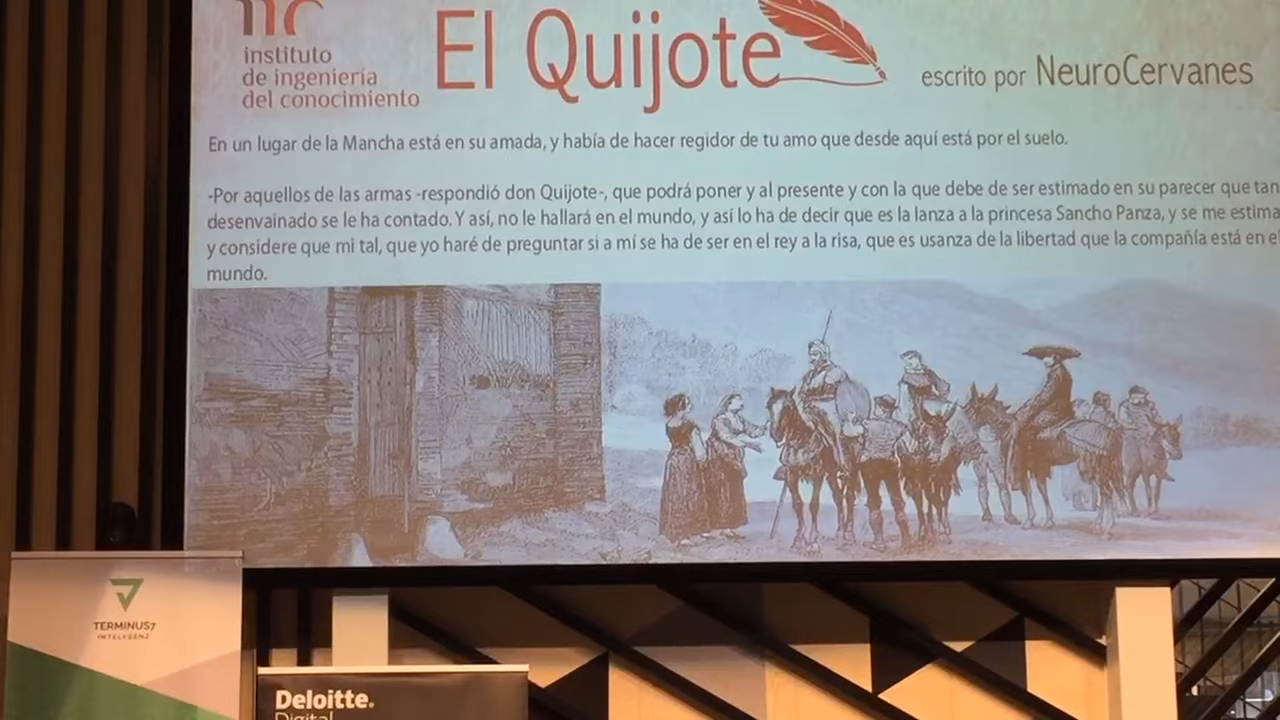 iic
instituto
de ingeniería
del conocimiento
El Quijote
escrito por NeuroCervanes
En un lugar de la Mancha está en su amada, y había de hacer regidor de tu amo que desde aquí está por el suelo.
-Por aquellos de las armas -respondió don Quijote-, que podrá poner y al presente y con la que debe de ser estimado en su parecer que tan
desenvainado se le ha contado. Y así, no le hallará en el mundo, y así lo ha de decir que es la lanza a la princesa Sancho Panza, y se me estima
y considere que mi tal, que yo haré de preguntar si a mí se ha de ser en el rey a la risa, que es usanza de la libertad que la compañía está en el
mundo.
TERMINUS7
INTELYGENZ
Deloitte.
Digital